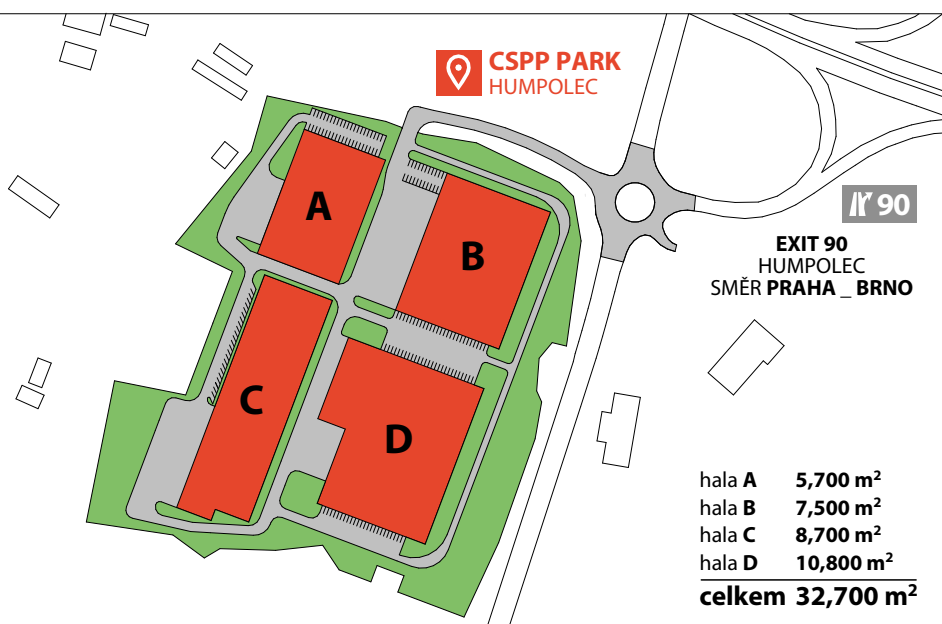 CSPP PARK
HUMPOLEC
A
B
C
D
90
EXIT 90
HUMPOLEC
SMĚR PRAHA _ BRNO
hala A 5,700 m²
hala B 7,500 m²
hala C 8,700 m²
hala D 10,800 m²
celkem 32,700 m²